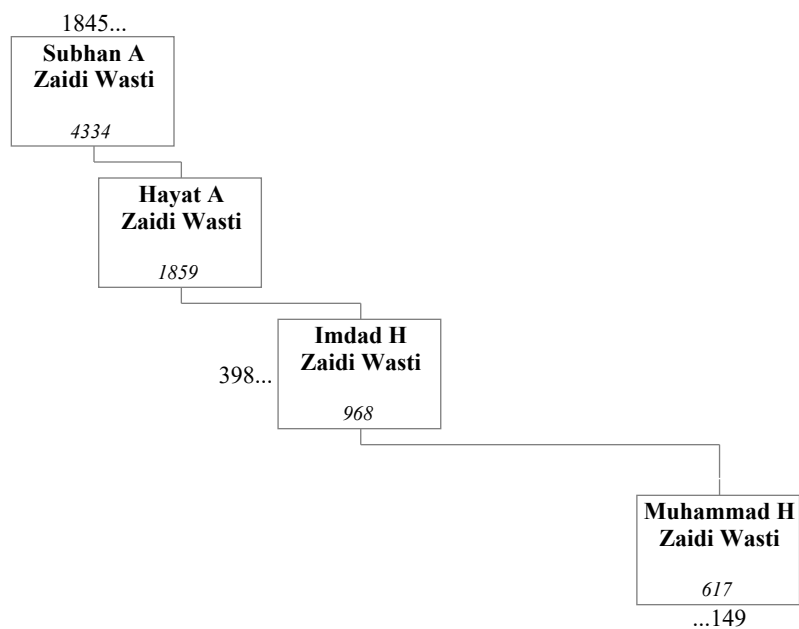 1845...
Subhan A
Zaidi Wasti
4334
Hayat A
Zaidi Wasti
1859
Imdad H
Zaidi Wasti
398...
968
Muhammad H
Zaidi Wasti
617
...149